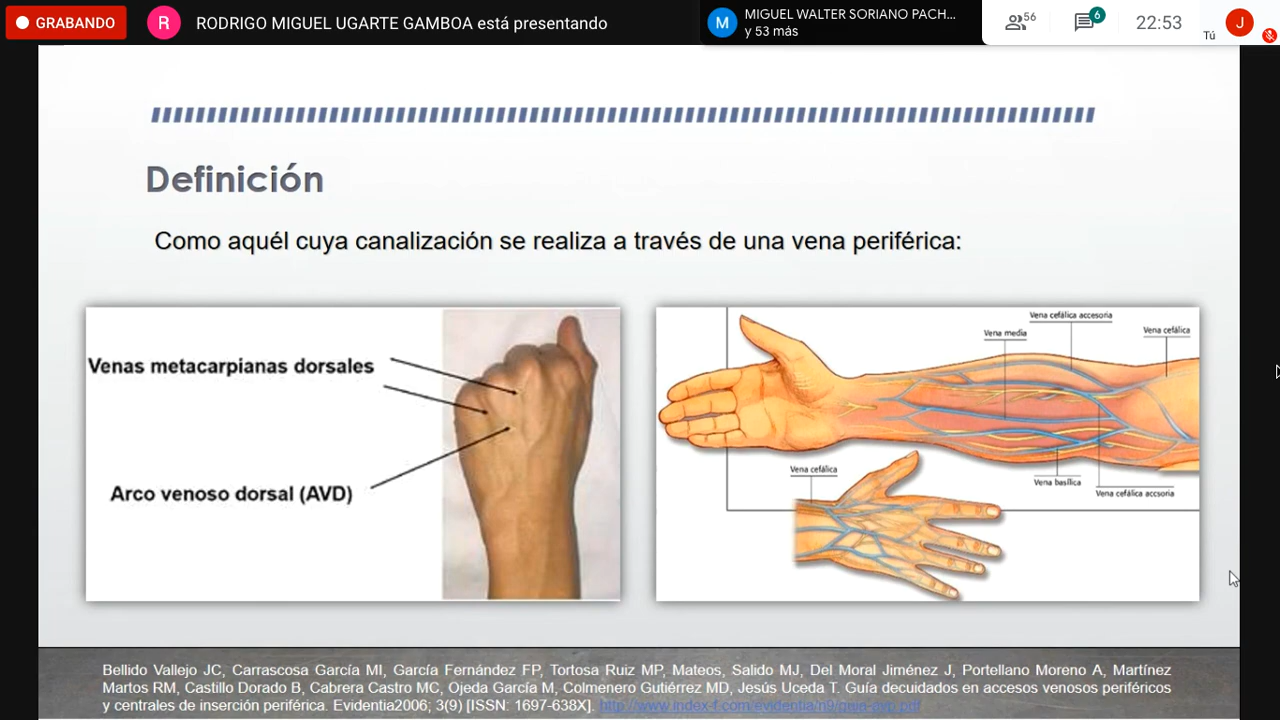 GRABANDO
R
RODRIGO MIGUEL UGARTE GAMBOA está presentando
M
MIGUEL WALTER SORIANO PACH...
y 53 más
56
6
22:53
Tú
J
Definición
Como aquél cuya canalización se realiza a través de una vena periférica:
Venas metacarpianas dorsales
Arco venoso dorsal (AVD)
Vena cefálica accesoria
Vena media
Vena cefálica
Vena cefálica
Vena basílica
Vena cefálica accsoria
Bellido Vallejo JC, Carrascosa García MI, García Fernández FP, Tortosa Ruiz MP, Mateos, Salido MJ, Del Moral Jiménez J, Portellano Moreno A, Martínez
Martos RM, Castillo Dorado B, Cabrera Castro MC, Ojeda García M, Colmenero Gutiérrez MD, Jesús Uceda T. Guía decuidados en accesos venosos periféricos
y centrales de inserción periférica. Evidentia2006; 3(9) [ISSN: 1697-638X]. http://www.index-f.com/evidentia/n9/guia-avp.pdf